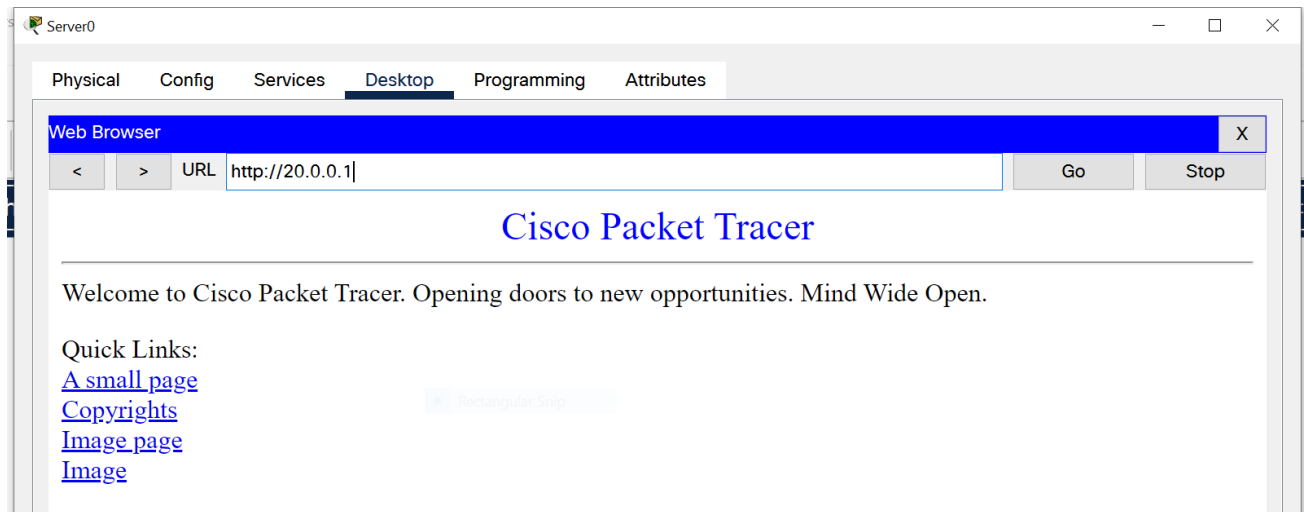 Server0
Physical Config Services Desktop Programming Attributes
Web Browser X
< > URL http://20.0.0.1 Go Stop
Cisco Packet Tracer
Welcome to Cisco Packet Tracer. Opening doors to new opportunities. Mind Wide Open.
Quick Links:
A small page
Copyrights
Rectangular Snip
Image page
Image